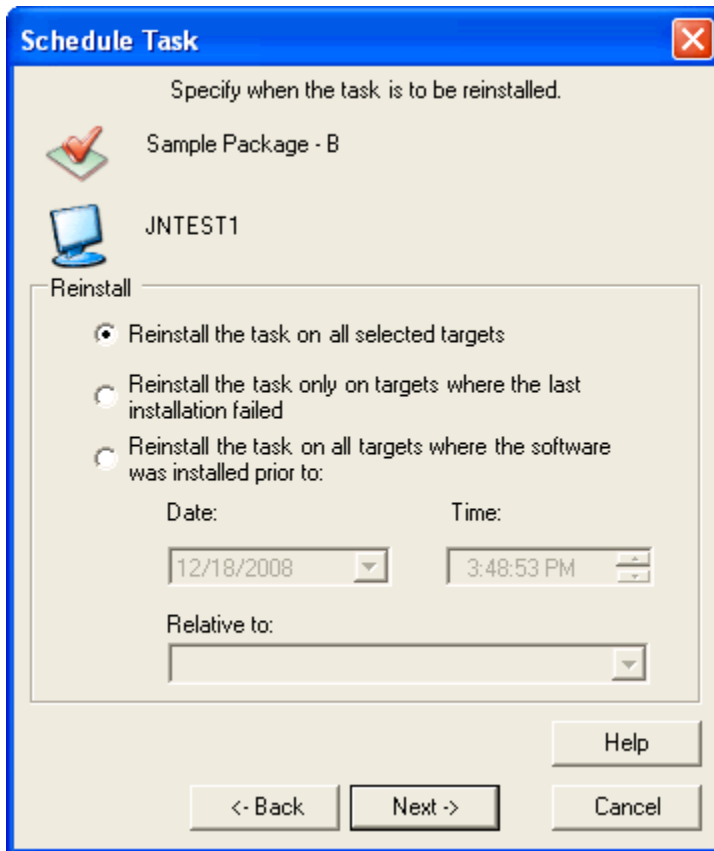 Schedule Task
Specify when the task is to be reinstalled.
Sample Package - B
JNTEST1
Reinstall
Reinstall the task on all selected targets
Reinstall the task only on targets where the last
installation failed
Reinstall the task on all targets where the software
was installed prior to:
Date: Time:
12/18/2008 3:48:53 PM
Relative to:
Help
<- Back Next -> Cancel